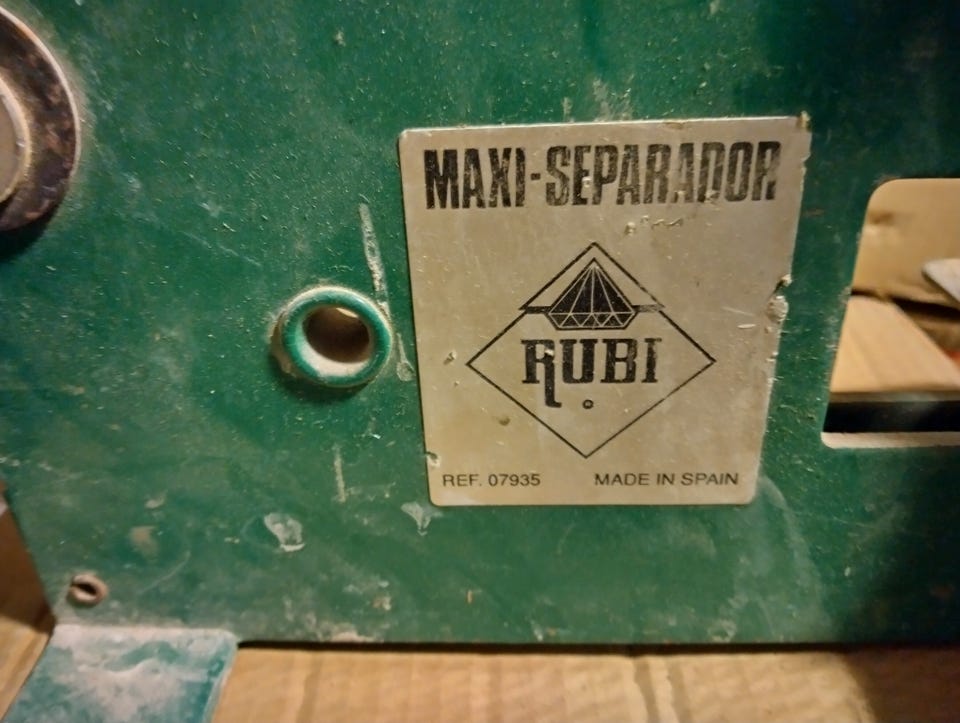 MAXI-SEPARADOR
RUBI
REF. 07935 MADE IN SPAIN